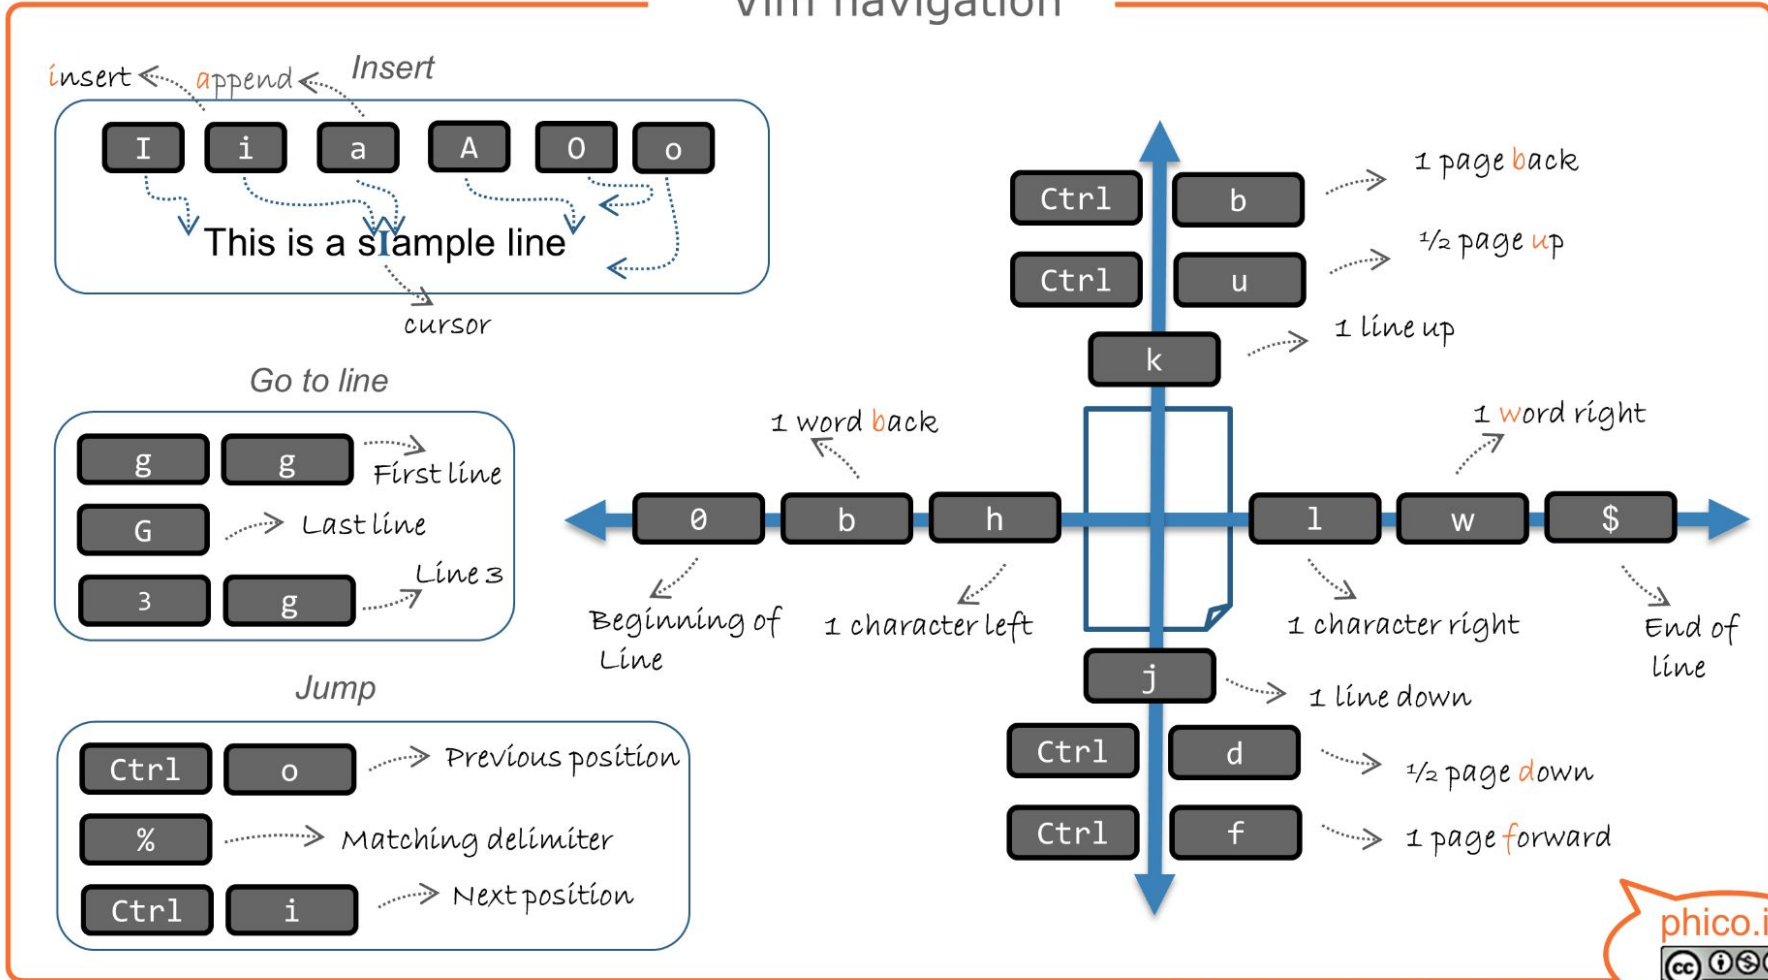 Vim navigation
Insert
insert
append
I i a A O o
This is a sIample line
cursor
Go to line
g g First line
G Last line
3 g Line 3
Jump
Ctrl o Previous position
% Matching delimiter
Ctrl i Next position
Ctrl b 1 page back
Ctrl u 1/2 page up
k 1 line up
1 word back
1 word right
0 b h l w $
Beginning of
Line
1 character left
1 character right
End of
line
j 1 line down
Ctrl d 1/2 page down
Ctrl f 1 page forward
phico.i
cc